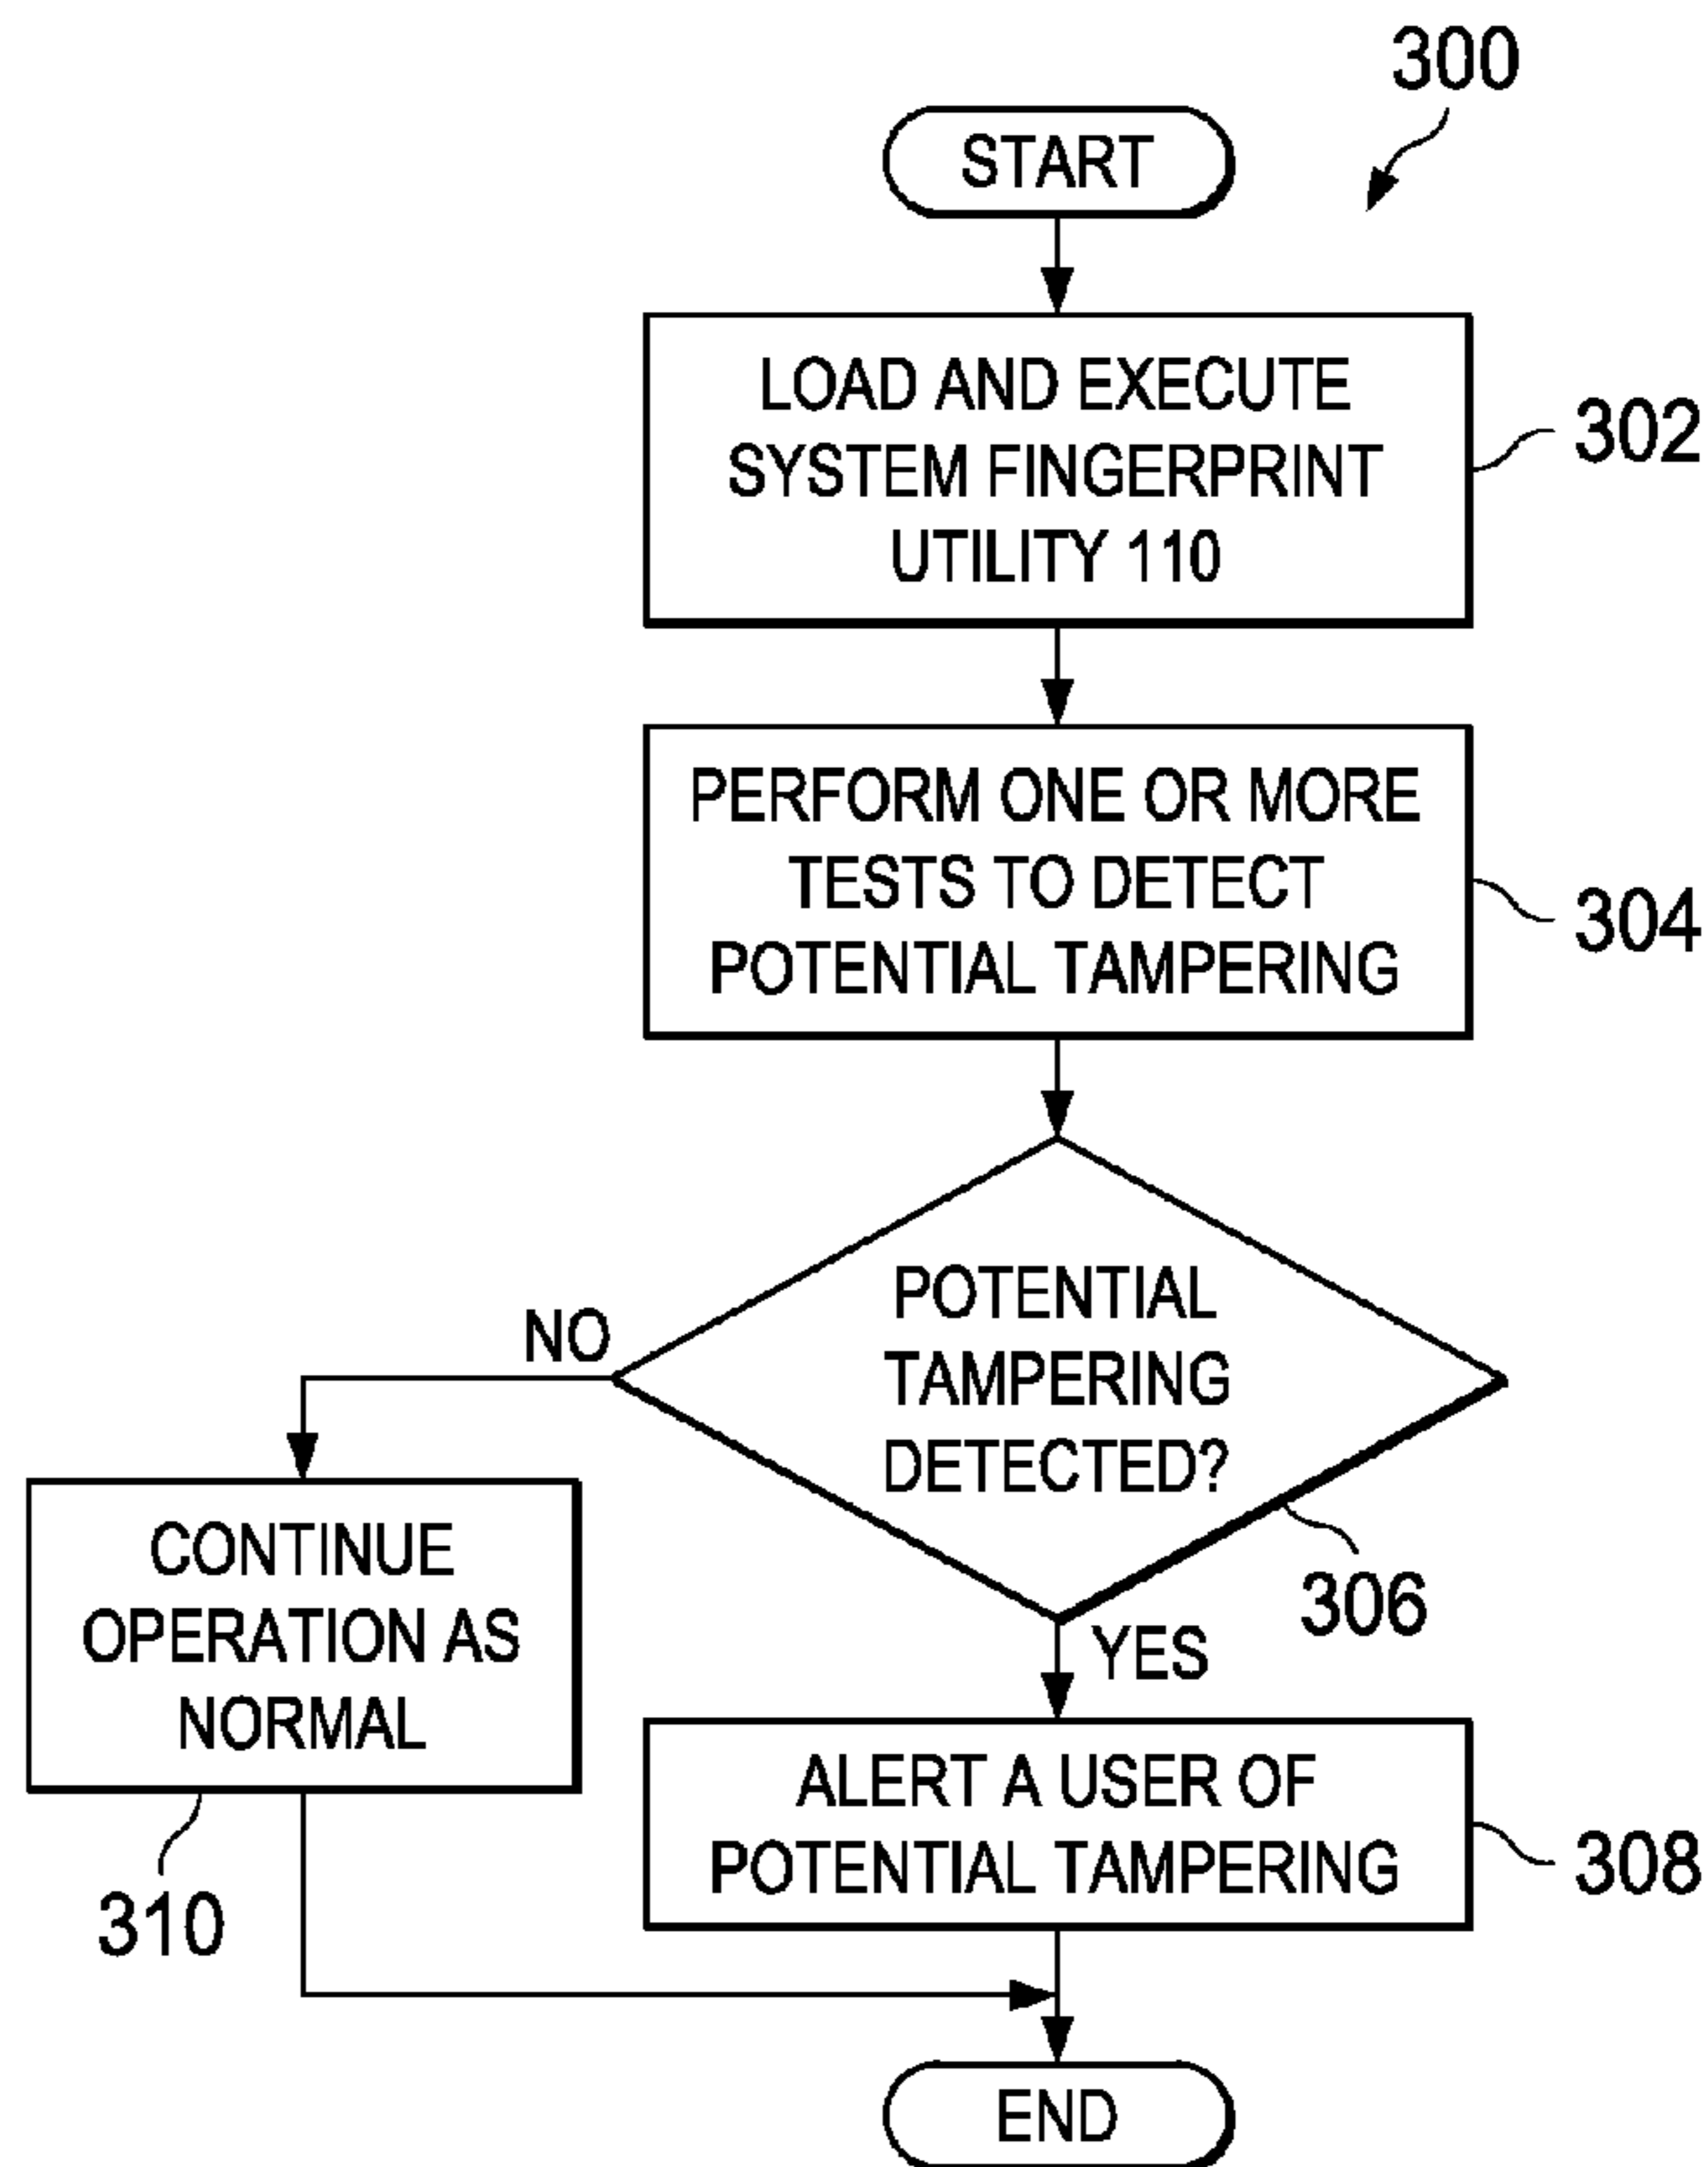 300
START
LOAD AND EXECUTE
SYSTEM FINGERPRINT
UTILITY 110
302
PERFORM ONE OR MORE
TESTS TO DETECT
POTENTIAL TAMPERING
304
POTENTIAL
TAMPERING
DETECTED?
306
NO
YES
CONTINUE
OPERATION AS
NORMAL
310
ALERT A USER OF
POTENTIAL TAMPERING
308
END